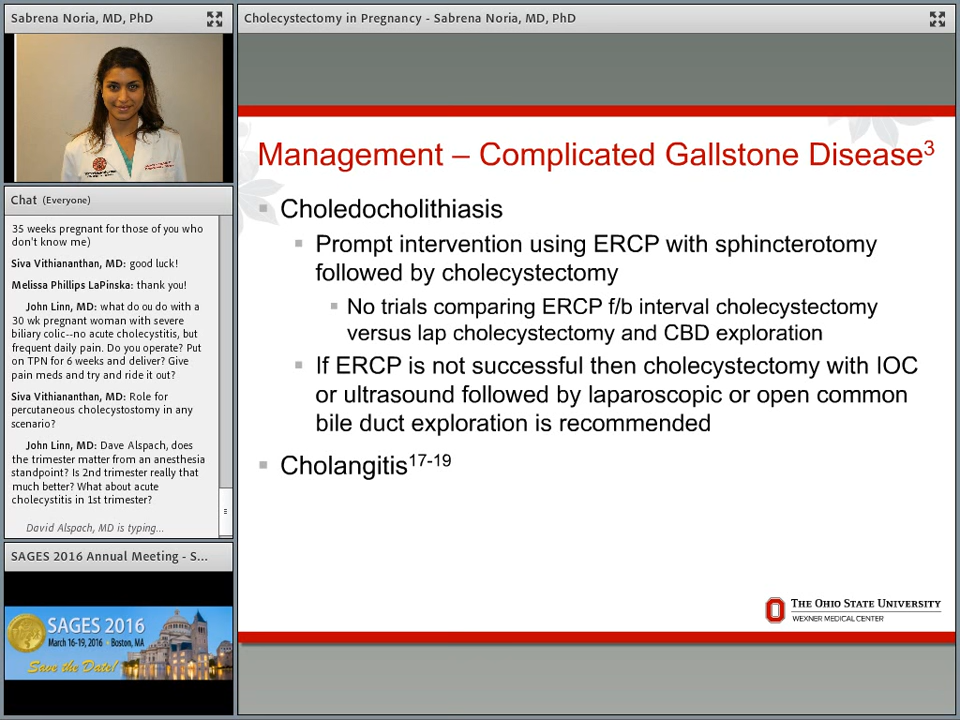 Sabrena Noria, MD, PhD
Cholecystectomy in Pregnancy - Sabrena Noria, MD, PhD
Chat (Everyone)
35 weeks pregnant for those of you who
don't know me)
Siva Vithiananthan, MD: good luck!
Melissa Phillips LaPinska: thank you!
John Linn, MD: what do ou do with a
30 wk pregnant woman with severe
biliary colic--no acute cholecystitis, but
frequent daily pain. Do you operate? Put
on TPN for 6 weeks and deliver? Give
pain meds and try and ride it out?
Siva Vithiananthan, MD: Role for
percutaneous cholecystostomy in any
scenario?
John Linn, MD: Dave Alspach, does
the trimester matter from an anesthesia
standpoint? Is 2nd trimester really that
much better? What about acute
cholecystitis in 1st trimester?
David Alspach, MD is typing...
SAGES 2016 Annual Meeting - S...
SAGES 2016
March 16-19, 2016 Boston, MA
Save the Date!
Management – Complicated Gallstone Disease3
Choledocholithiasis
Prompt intervention using ERCP with sphincterotomy
followed by cholecystectomy
No trials comparing ERCP f/b interval cholecystectomy
versus lap cholecystectomy and CBD exploration
If ERCP is not successful then cholecystectomy with IOC
or ultrasound followed by laparoscopic or open common
bile duct exploration is recommended
Cholangitis17-19
THE OHIO STATE UNIVERSITY
WEXNER MEDICAL CENTER